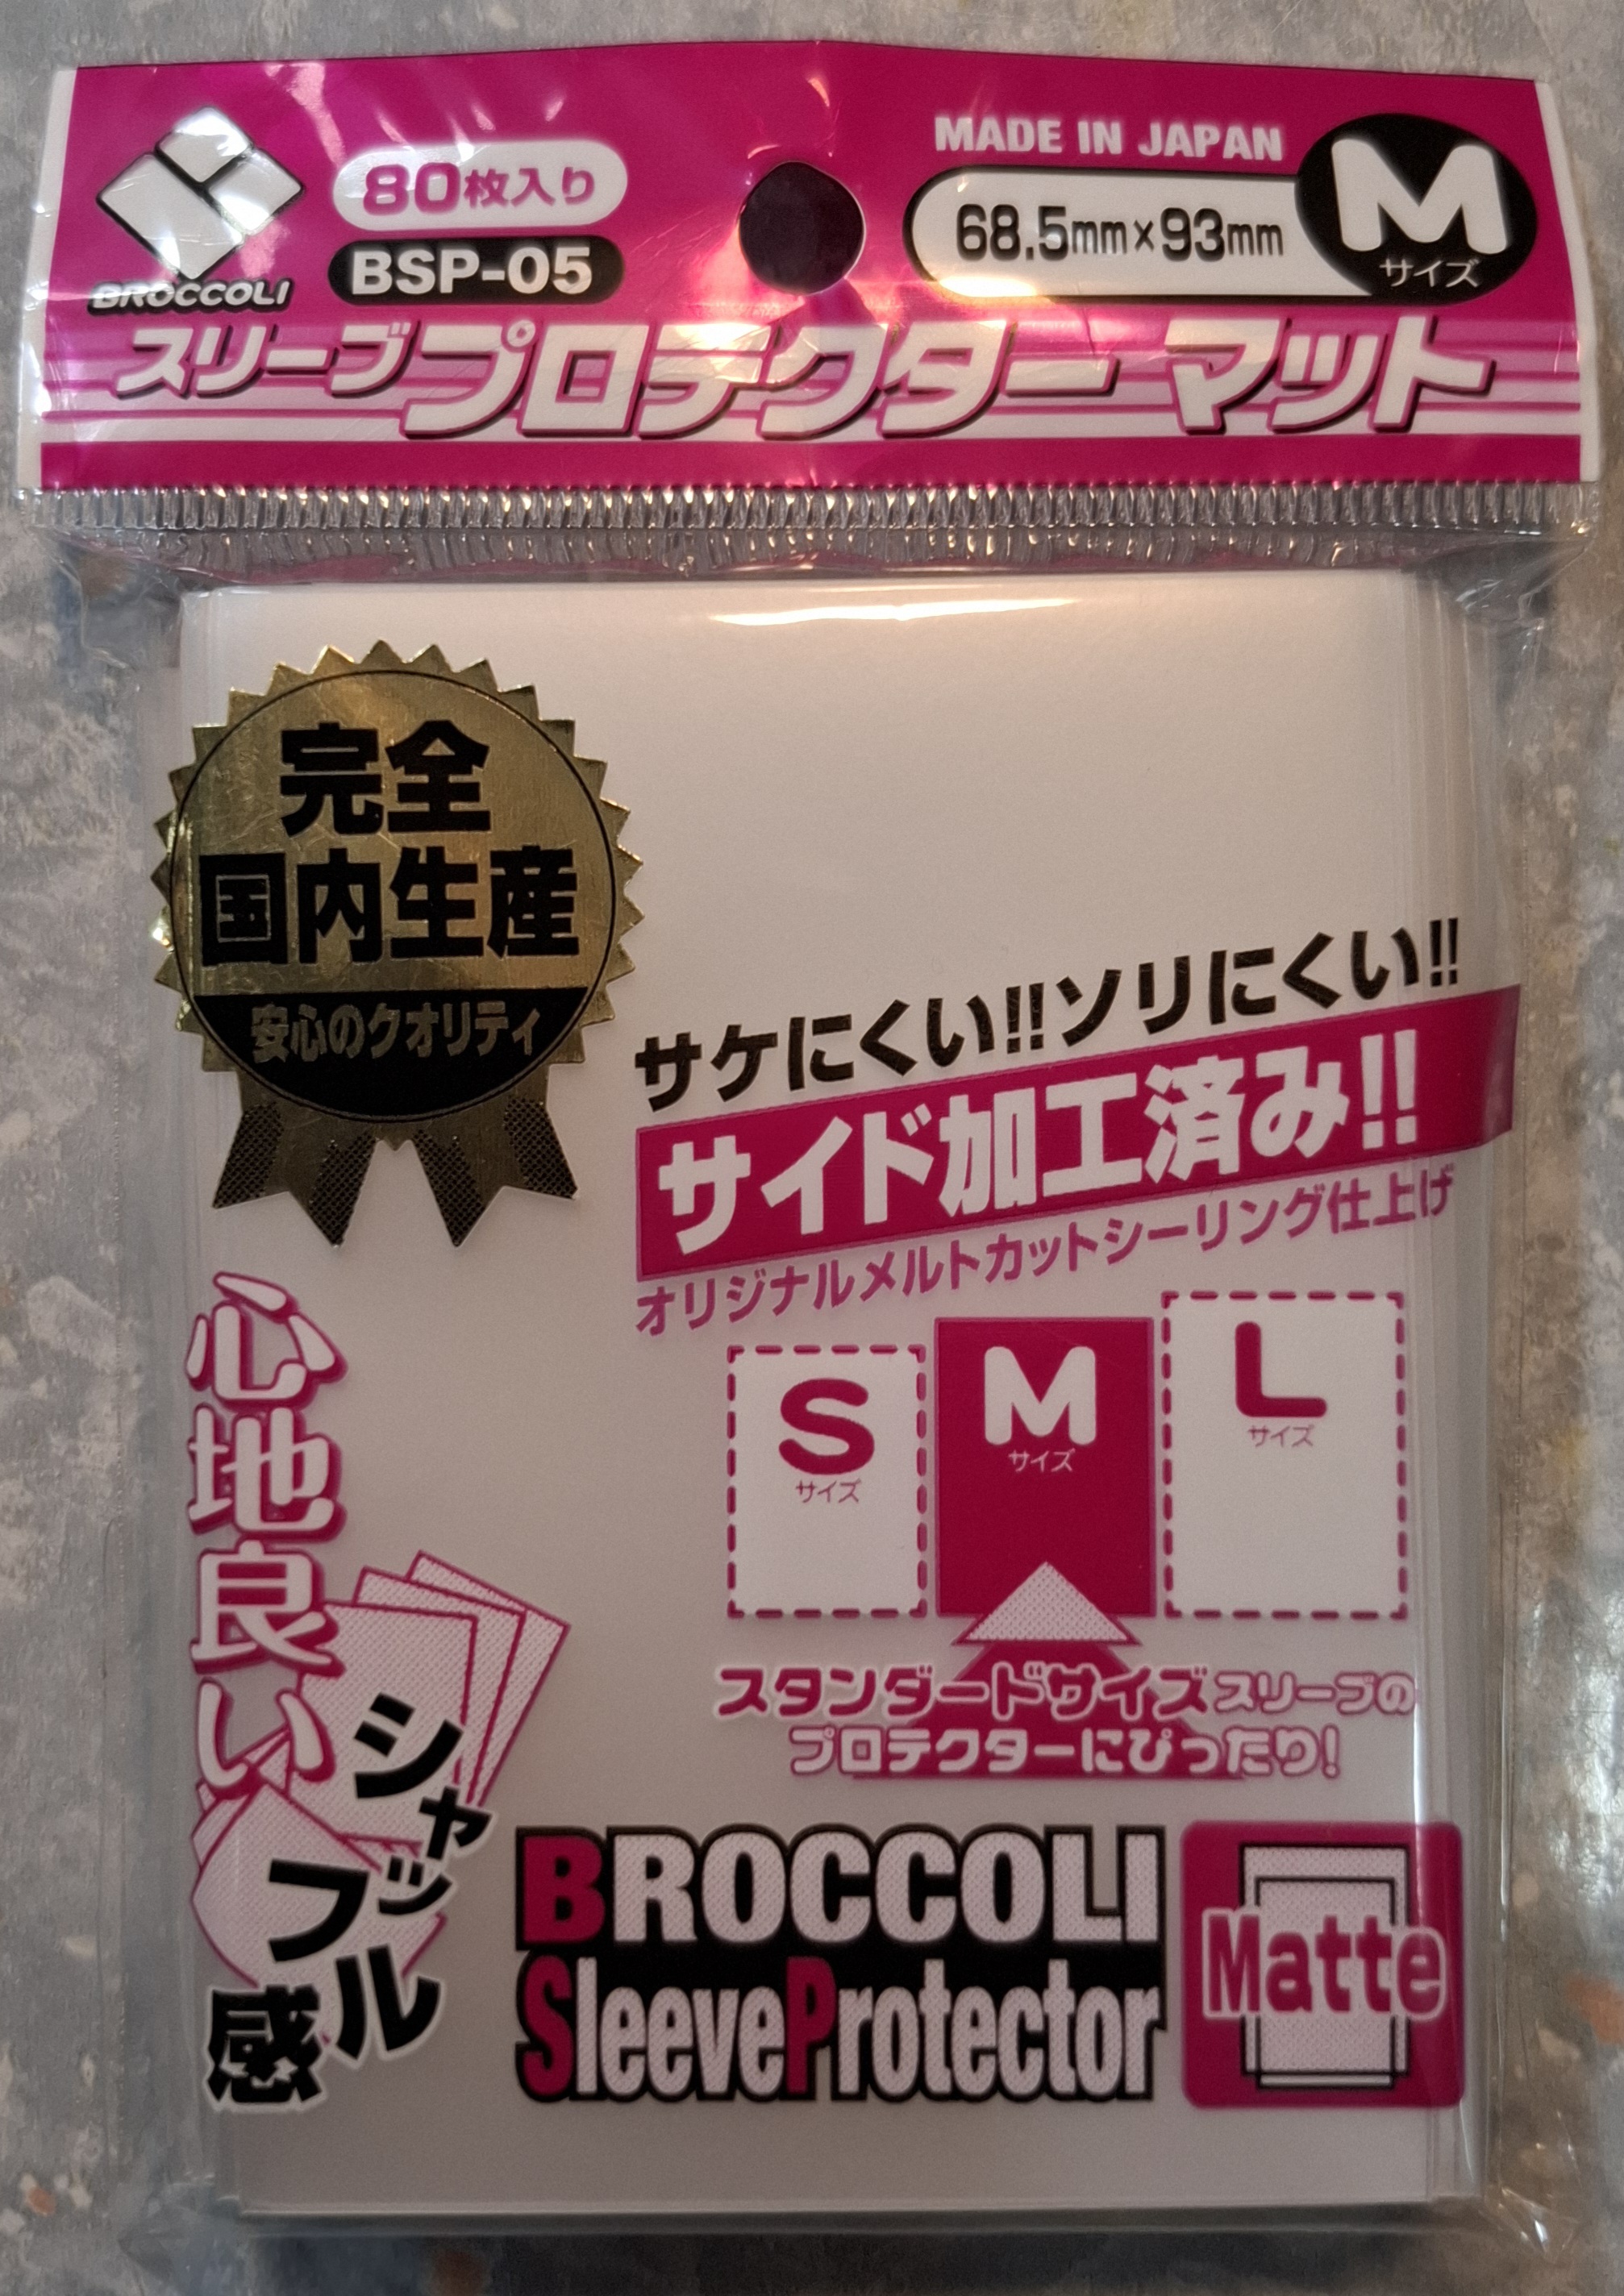 BROCCOLI
80枚入り
BSP-05
MADE IN JAPAN
68.5mm×93mm
M
サイズ
スリーブプロテクター マット
完全
国内生産
安心のクオリティ
サケにくい!!ソリにくい!!
サイド加工済み!!
オリジナルメルトカットシーリング仕上げ
S
サイズ
M
サイズ
L
サイズ
スタンダードサイズスリーブの
プロテクターにぴったり!
心地良い
シャッフル感
BROCCOLI
SleeveProtector
Matte